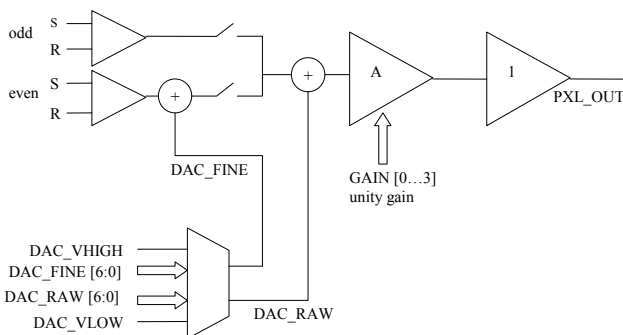 odd
S
R
even
S
R
+
+
A
1
PXL_OUT
DAC_FINE
GAIN [0…3]
unity gain
DAC_VHIGH
DAC_FINE [6:0]
DAC_RAW [6:0]
DAC_VLOW
DAC_RAW